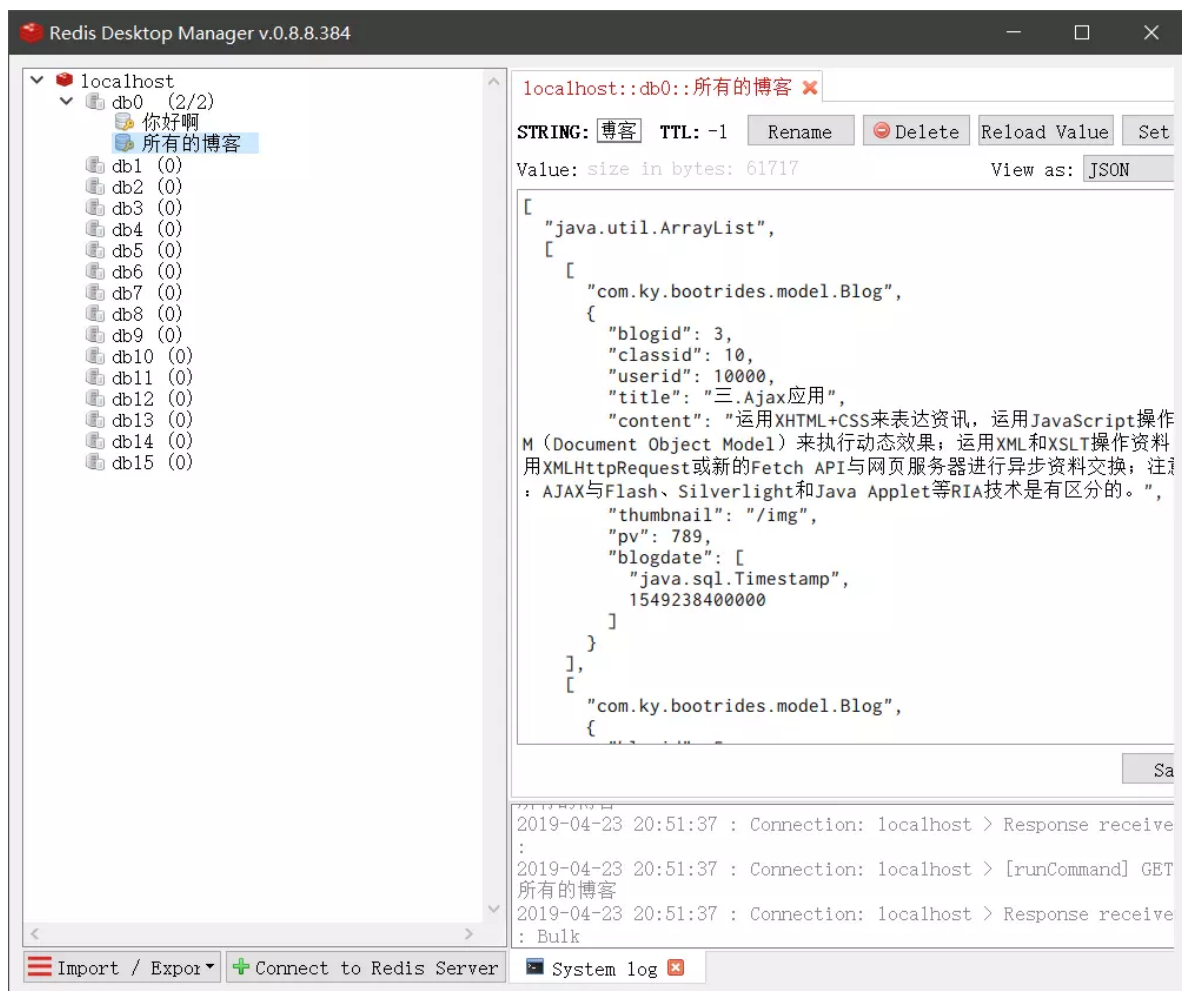 Redis Desktop Manager v.0.8.8.384
localhost
db0 (2/2)
你好啊
所有的博客
db1 (0)
db2 (0)
db3 (0)
db4 (0)
db5 (0)
db6 (0)
db7 (0)
db8 (0)
db9 (0)
db10 (0)
db11 (0)
db12 (0)
db13 (0)
db14 (0)
db15 (0)
Import / Expor
Connect to Redis Server
localhost::db0::所有的博客
STRING: 博客 TTL: -1 Rename Delete Reload Value Set
Value: size in bytes: 61717 View as: JSON
[
"java.util.ArrayList",
[
[
"com.ky.bootrides.model.Blog",
{
"blogid": 3,
"classid": 10,
"userid": 10000,
"title": "三.Ajax应用",
"content": "运用XHTML+CSS来表达资讯，运用JavaScript操作
M（Document Object Model）来执行动态效果；运用XML和XSLT操作资料
用XMLHttpRequest或新的Fetch API与网页服务器进行异步资料交换；注意
：AJAX与Flash、Silverlight和Java Applet等RIA技术是有区分的。",
"thumbnail": "/img",
"pv": 789,
"blogdate": [
"java.sql.Timestamp",
1549238400000
]
}
],
[
"com.ky.bootrides.model.Blog",
{
Sa
2019-04-23 20:51:37 : Connection: localhost > Response receive
:
2019-04-23 20:51:37 : Connection: localhost > [runCommand] GET
所有的博客
2019-04-23 20:51:37 : Connection: localhost > Response receive
: Bulk
System log